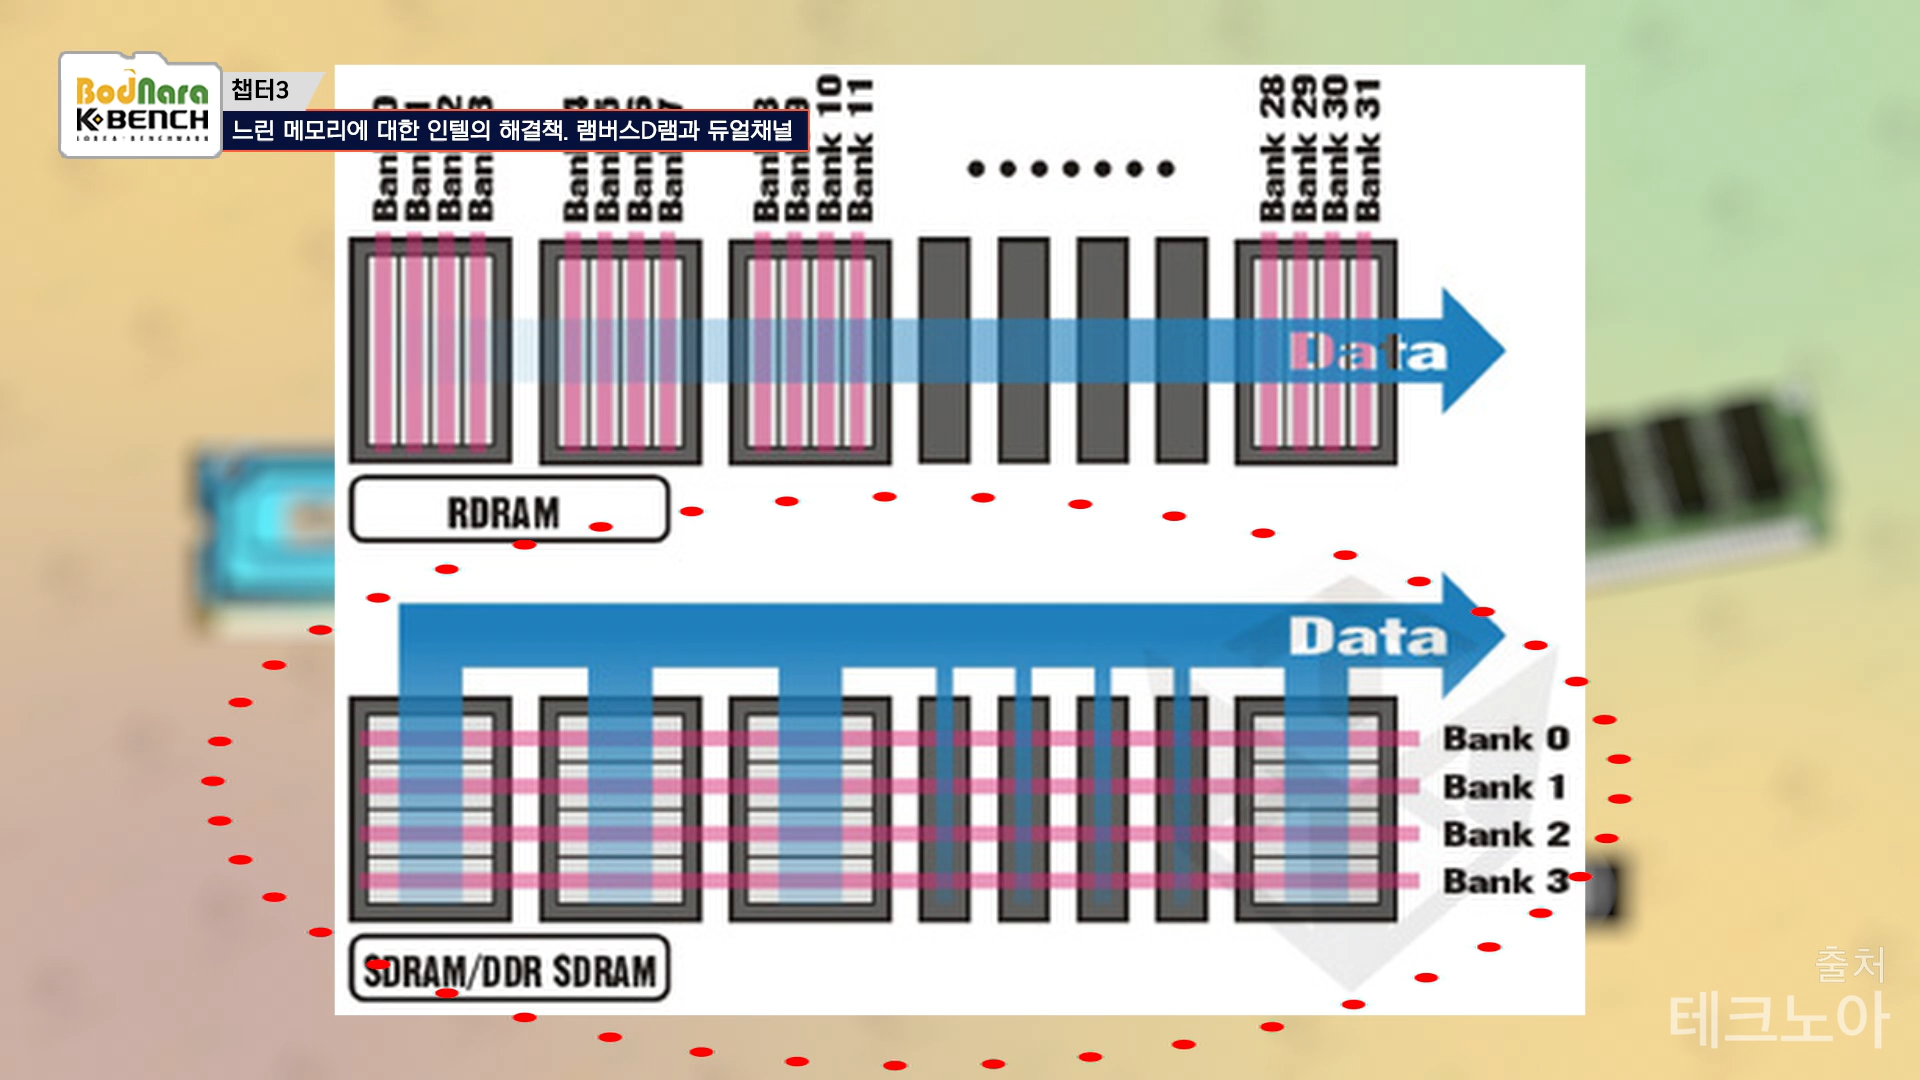 BodNara
K-BENCH
챕터3
느린 메모리에 대한 인텔의 해결책. 램버스D램과 듀얼채널
Bank 10
Bank 11
Bank 28
Bank 29
Bank 30
Bank 31
Data
RDRAM
Data
Bank 0
Bank 1
Bank 2
Bank 3
SDRAM/DDR SDRAM
출처
테크노아